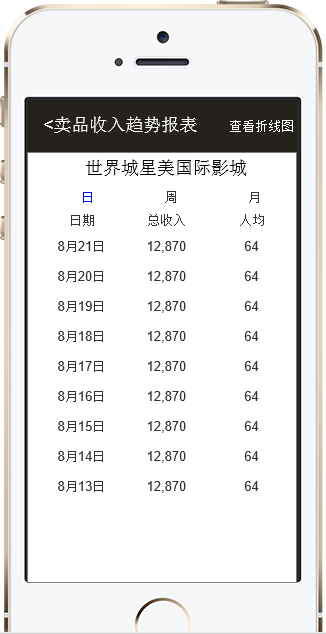 <卖品收入趋势报表 查看折线图
世界城星美国际影城
日 周 月
日期 总收入 人均
8月21日 12,870 64
8月20日 12,870 64
8月19日 12,870 64
8月18日 12,870 64
8月17日 12,870 64
8月16日 12,870 64
8月15日 12,870 64
8月14日 12,870 64
8月13日 12,870 64